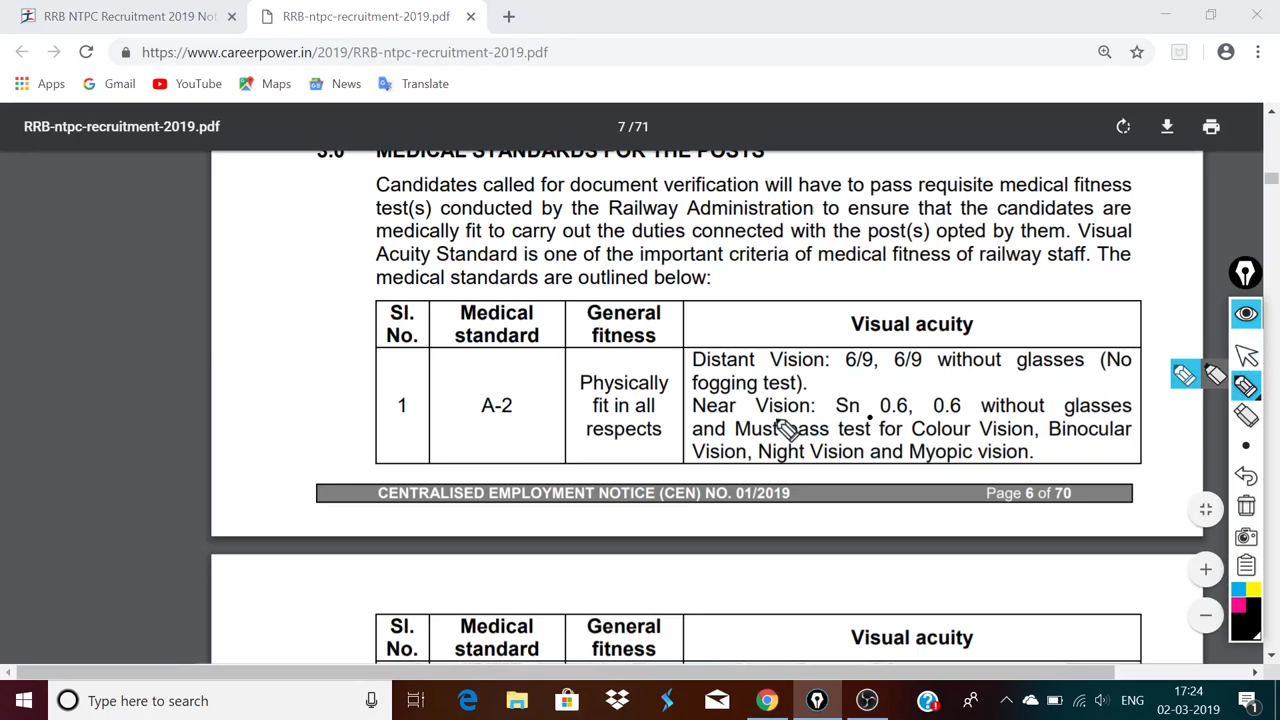 RRB NTPC Recruitment 2019 Not
RRB-ntpc-recruitment-2019.pdf
https://www.careerpower.in/2019/RRB-ntpc-recruitment-2019.pdf
Apps
Gmail
YouTube
Maps
News
Translate
RRB-ntpc-recruitment-2019.pdf
7 / 71
3.0 MEDICAL STANDARDS FOR THE POSTS
Candidates called for document verification will have to pass requisite medical fitness
test(s) conducted by the Railway Administration to ensure that the candidates are
medically fit to carry out the duties connected with the post(s) opted by them. Visual
Acuity Standard is one of the important criteria of medical fitness of railway staff. The
medical standards are outlined below:
Sl. No.
Medical standard
General fitness
Visual acuity
1
A-2
Physically
fit in all
respects
Distant Vision: 6/9, 6/9 without glasses (No
fogging test).
Near Vision: Sn 0.6, 0.6 without glasses
and Must pass test for Colour Vision, Binocular
Vision, Night Vision and Myopic vision.
CENTRALISED EMPLOYMENT NOTICE (CEN) NO. 01/2019 Page 6 of 70
Sl. No.
Medical standard
General fitness
Visual acuity
Type here to search
ENG
17:24
02-03-2019